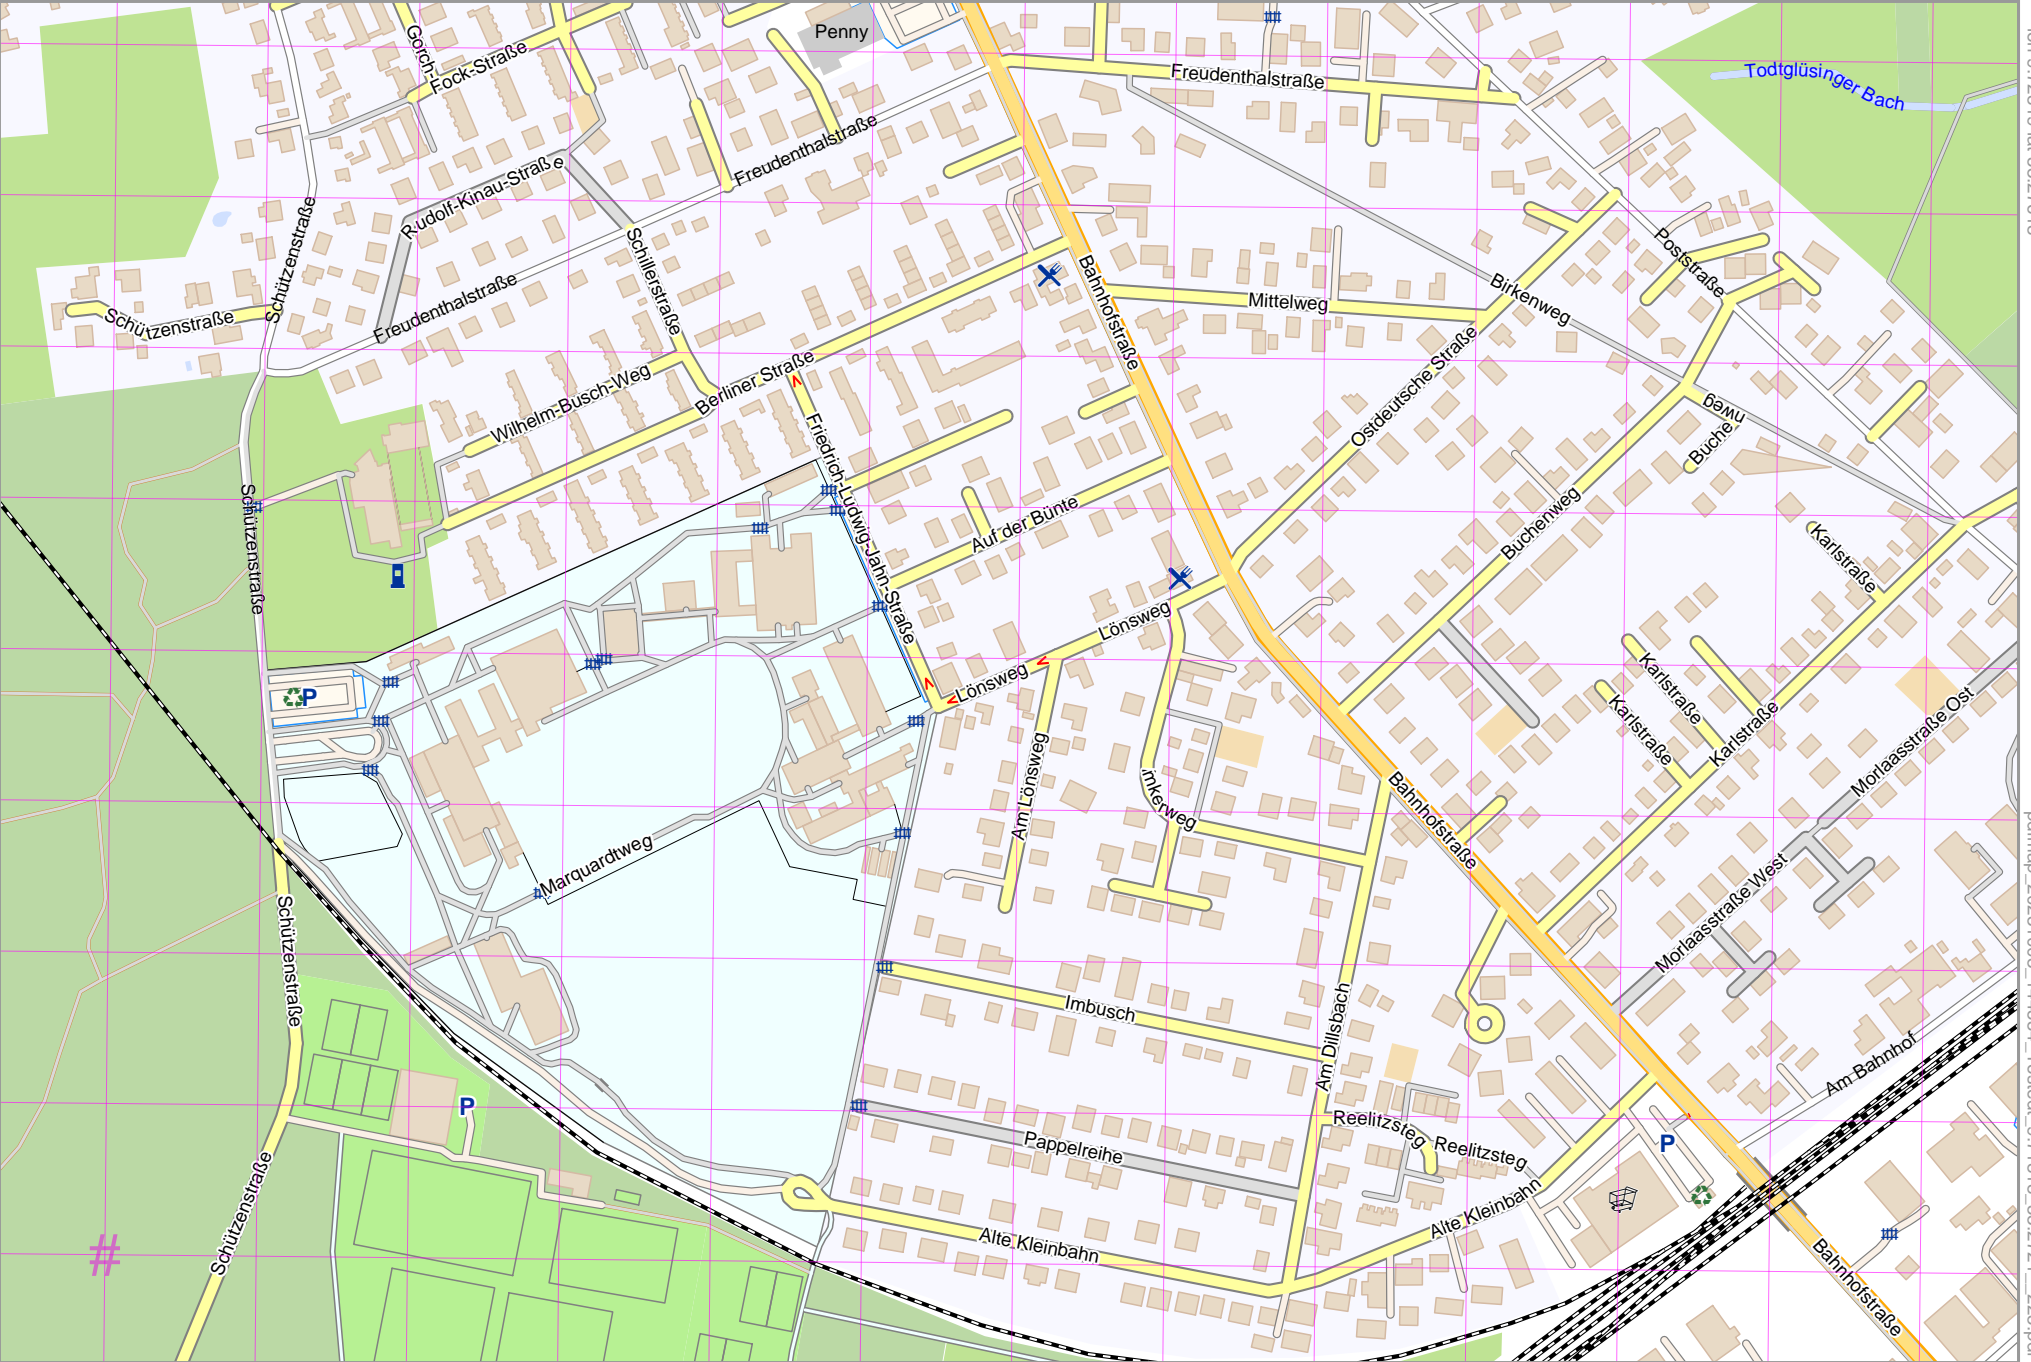 Penny
Gorch-
Fock-Straße
Freudenthalstraße
Todtglüsinger Bach
Freudenthalstraße
Rudolf-Kinau-Straße
Schützenstraße
Schillerstraße
Poststraße
Bahnhofstraße
Mittelweg
Birkenweg
Schützenstraße
Freudenthalstraße
Wilhelm-Busch-Weg
Berliner Straße
Ostdeutsche Straße
Friedrich-Ludwig-Jahn-Straße
Schützenstraße
Auf der Bünte
Buchenweg
Karlstraße
Lönsweg
Lönsweg
P
Karlstraße
Karlstraße
Karlstraße
Morlaasstraße Ost
Am Lönsweg
Imkerweg
Bahnhofstraße
Marquardtweg
Morlaasstraße West
Schützenstraße
Imbusch
Am Dillsbach
Am Bahnhof
P
Pappelreihe
Reelitzsteg
Reelitzsteg
P
Schützenstraße
Alte Kleinbahn
Alte Kleinbahn
Bahnhofstraße
#